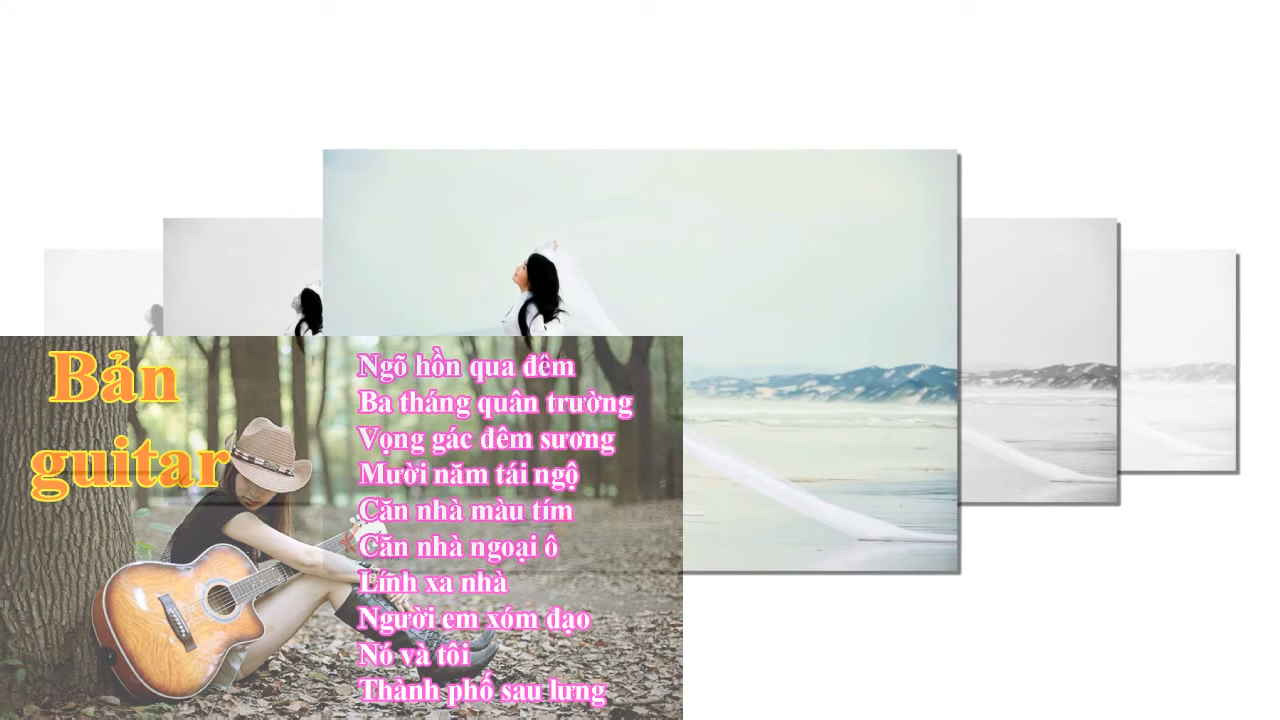 Bản
guitar
Ngõ hồn qua đêm
Ba tháng quân trường
Vọng gác đêm sương
Mười năm tái ngộ
Căn nhà màu tím
Căn nhà ngoại ô
Lính xa nhà
Người em xóm đạo
Nó và tôi
Thành phố sau lưng